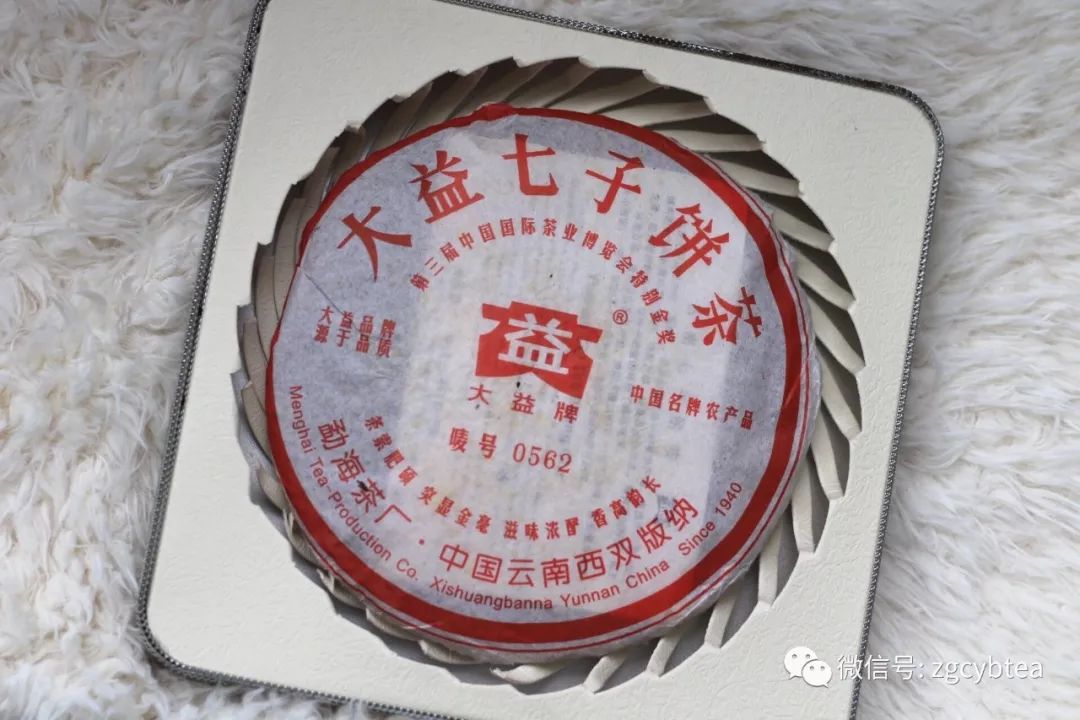 大益七子饼茶
第三届中国国际茶业博览会特别金奖
大益品牌
源于品质
益
®
大益牌
中国名牌农产品
唛号 0562
茶菁肥硕 实显金毫 滋味浓酽 香高韵长
勐海茶厂·中国云南西双版纳
Menghai Tea Production Co. Xishuangbanna Yunnan China Since 1940
微信号: zgcybtea